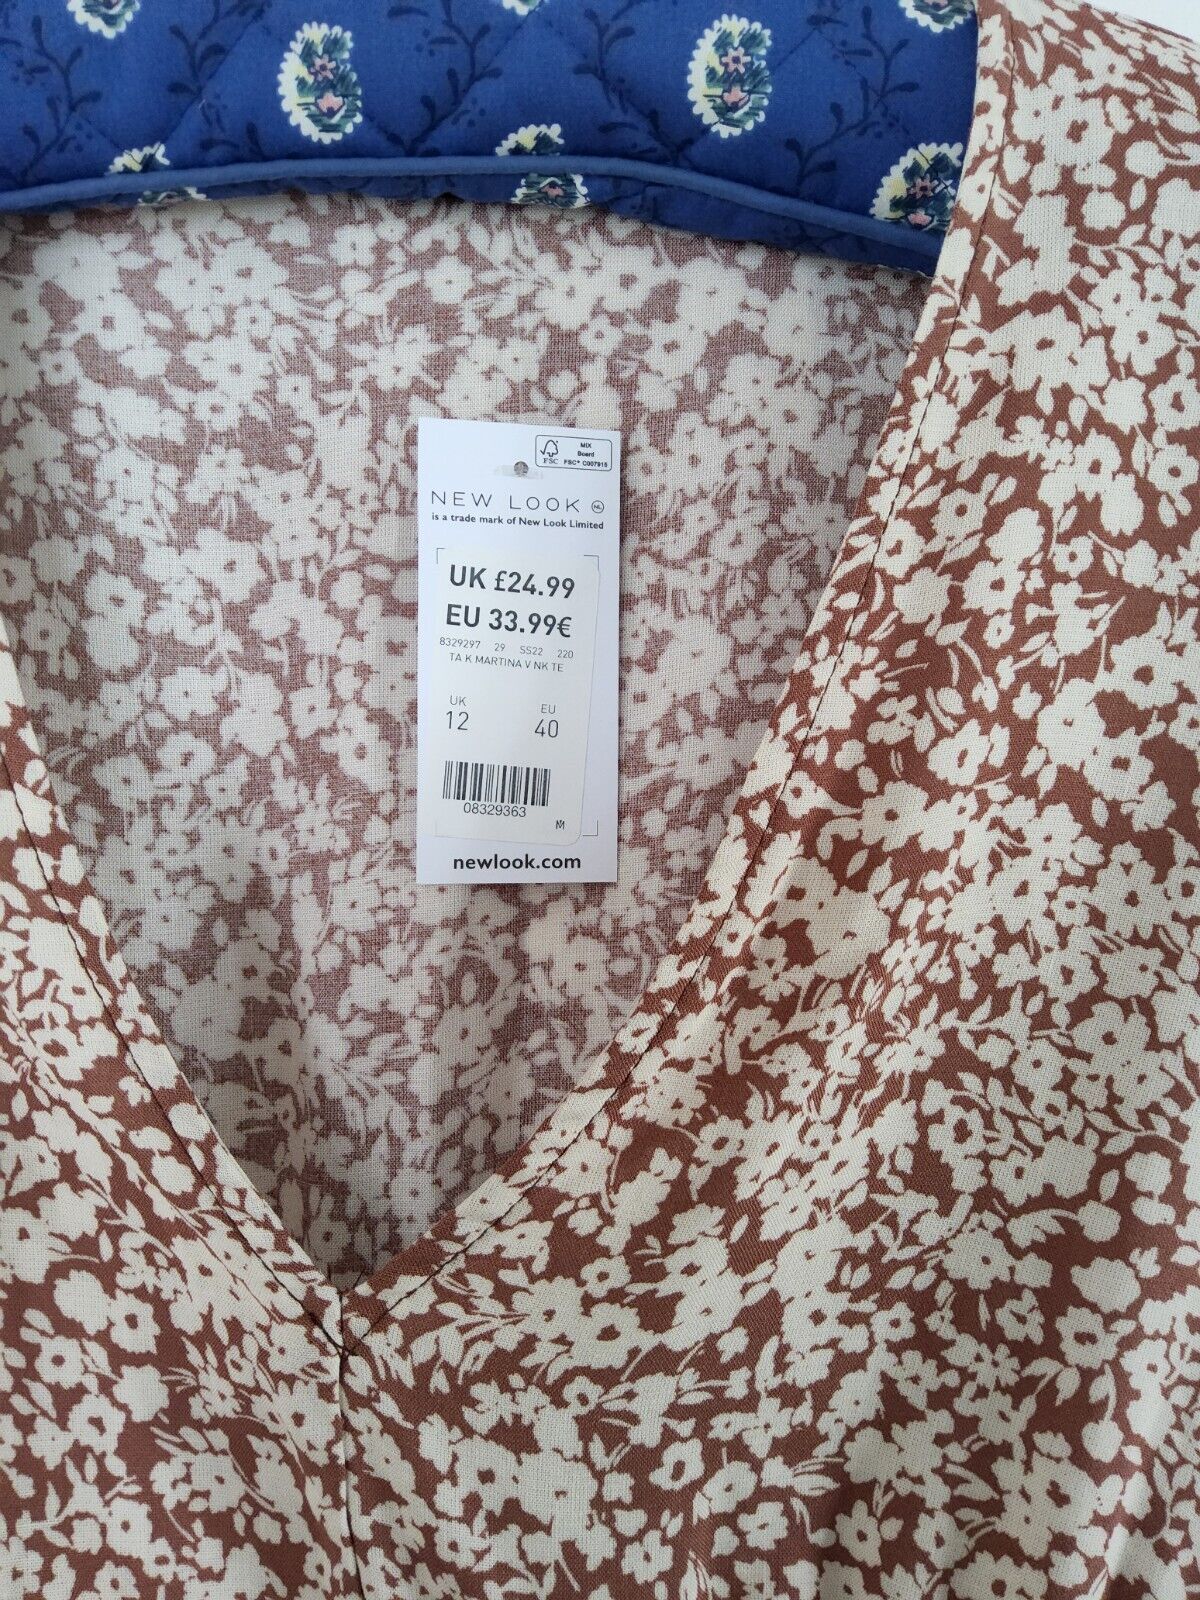 FSC
MIX
Board
FSC® C007915
NEW LOOK NL
is a trade mark of New Look Limited
UK £24.99
EU 33.99€
8329297 29 SS22 220
TA K MARTINA V NK TE
UK EU
12 40
08329363
M
newlook.com